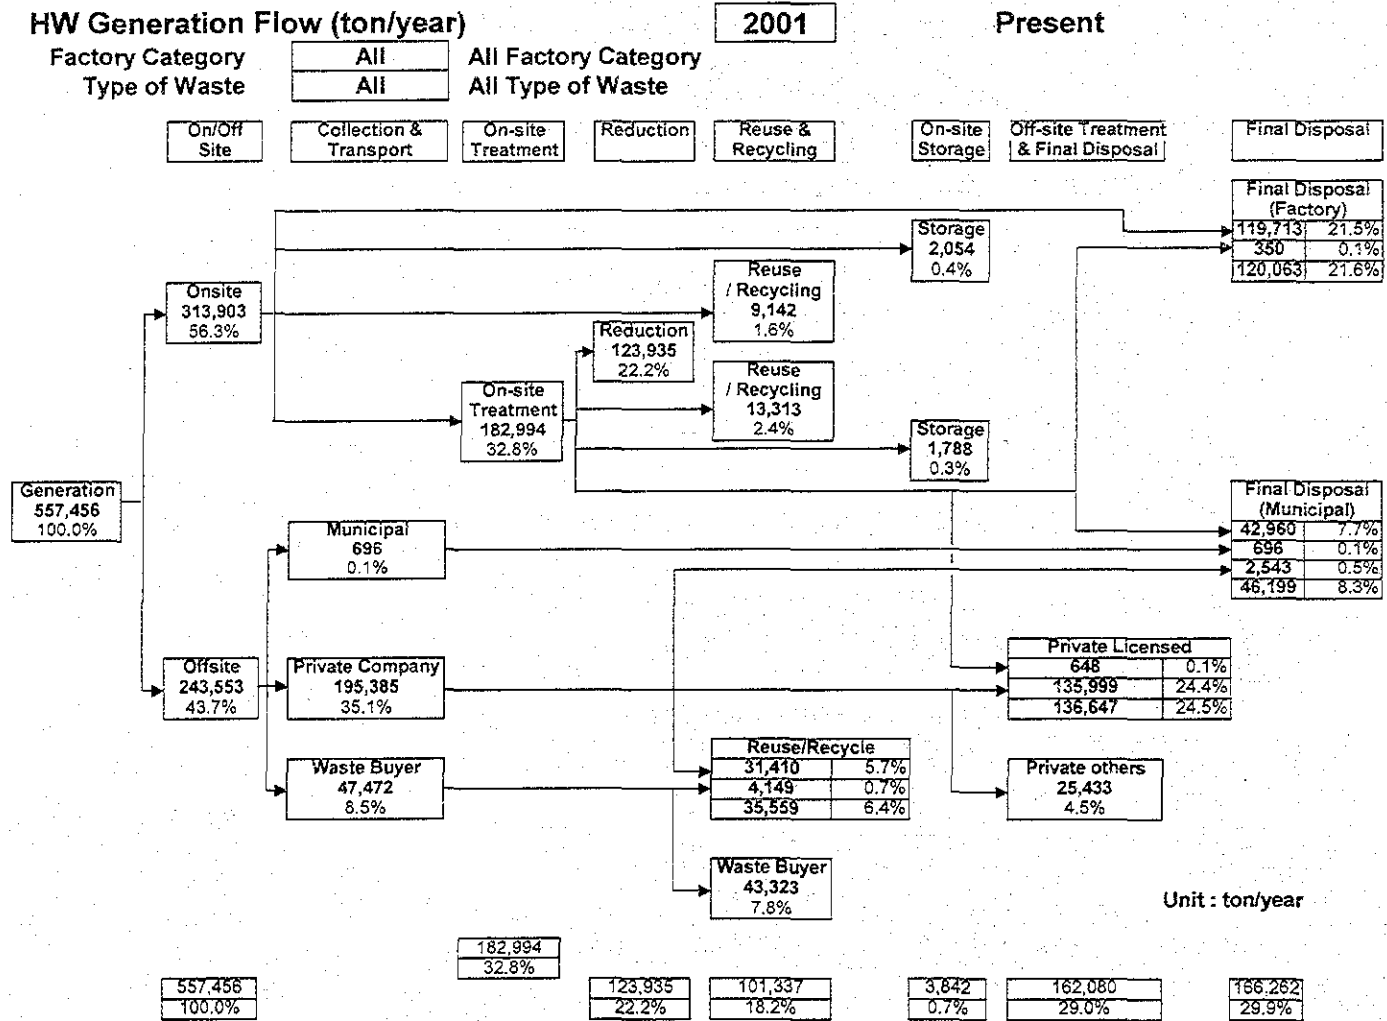 HW Generation Flow (ton/year)
2001
Present
Factory Category
All
All Factory Category
Type of Waste
All
All Type of Waste
On/Off
Site
Collection &
Transport
On-site
Treatment
Reduction
Reuse &
Recycling
On-site
Storage
Off-site Treatment
& Final Disposal
Final Disposal
Final Disposal
(Factory)
119,713 21.5%
350 0.1%
120,063 21.6%
Storage
2,054
0.4%
Reuse
/ Recycling
9,142
1.6%
Onsite
313,903
56.3%
Reduction
123,935
22.2%
Reuse
/ Recycling
13,313
2.4%
On-site
Treatment
182,994
32.8%
Storage
1,788
0.3%
Generation
557,456
100.0%
Final Disposal
(Municipal)
42,960 7.7%
696 0.1%
2,543 0.5%
46,199 8.3%
Municipal
696
0.1%
Private Licensed
648 0.1%
135,999 24.4%
136,647 24.5%
Offsite
243,553
43.7%
Private Company
195,385
35.1%
Reuse/Recycle
31,410 5.7%
4,149 0.7%
35,559 6.4%
Waste Buyer
47,472
8.5%
Private others
25,433
4.5%
Waste Buyer
43,323
7.8%
Unit : ton/year
182,994
32.8%
557,456
100.0%
123,935
22.2%
101,337
18.2%
3,842
0.7%
162,080
29.0%
166,262
29.9%